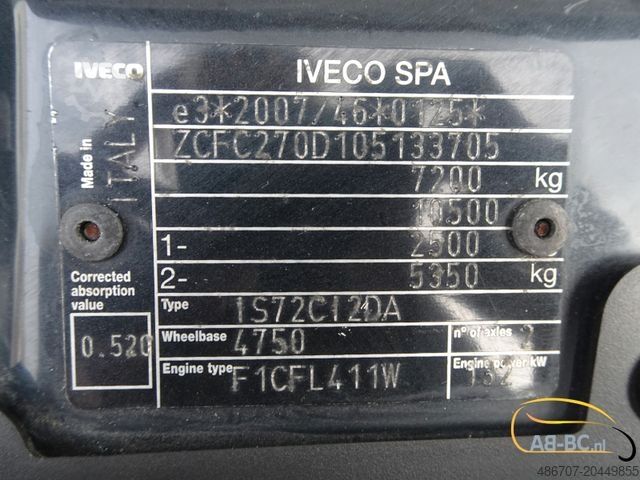 IVECO IVECO SPA
e3*2007/46*0125*
ZCFC270D105133705
7200 kg
10500
1- 2500
2- 5350 kg
Made in ITALY
Corrected absorption value
0.520
Type IS72CI2DA
Wheelbase 4750 n° of axles 2
Engine type F1CFL411W Engine power kW
AB-BC.nl
486707-20449855